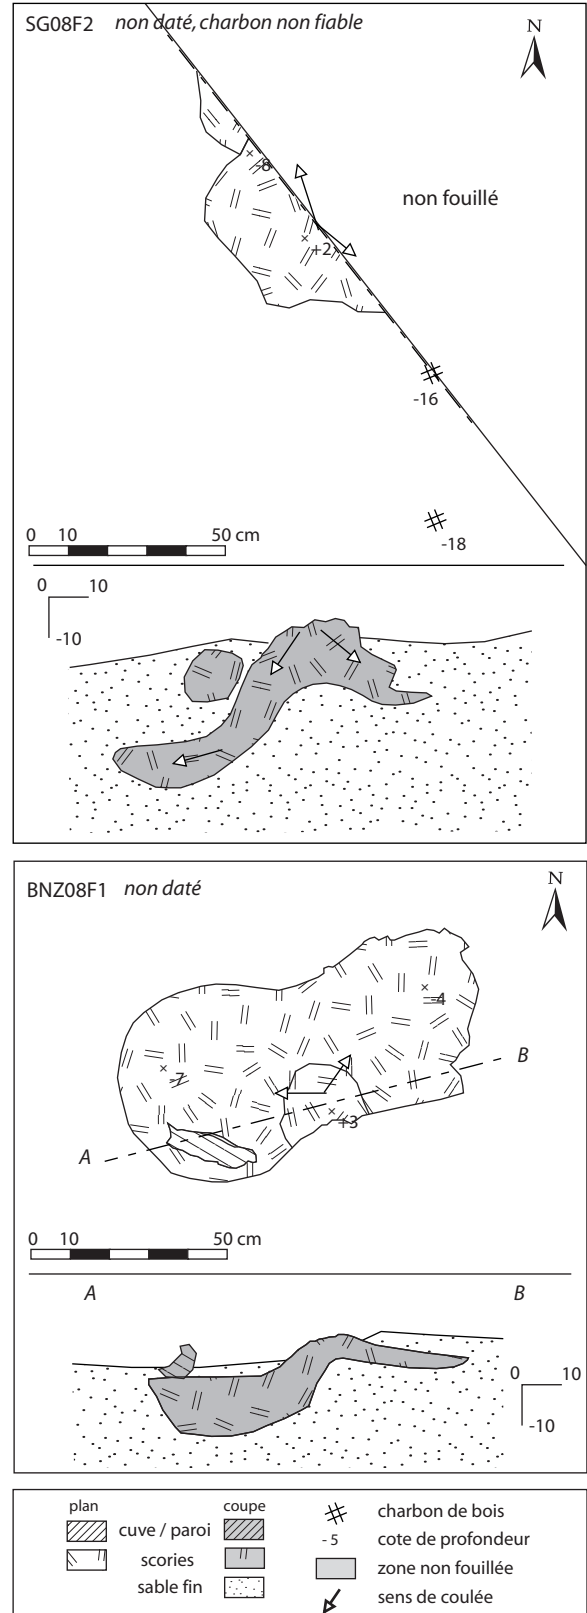 SG08F2 non daté, charbon non fiable
N
-8
non fouillé
+2
-16
0 10 50 cm
-18
0 10
-10
BNZ08F1 non daté
N
-4
-7
B
+3
A
0 10 50 cm
A B
0 10
-10
plan coupe
cuve / paroi
scories
sable fin
charbon de bois
- 5 cote de profondeur
zone non fouillée
sens de coulée